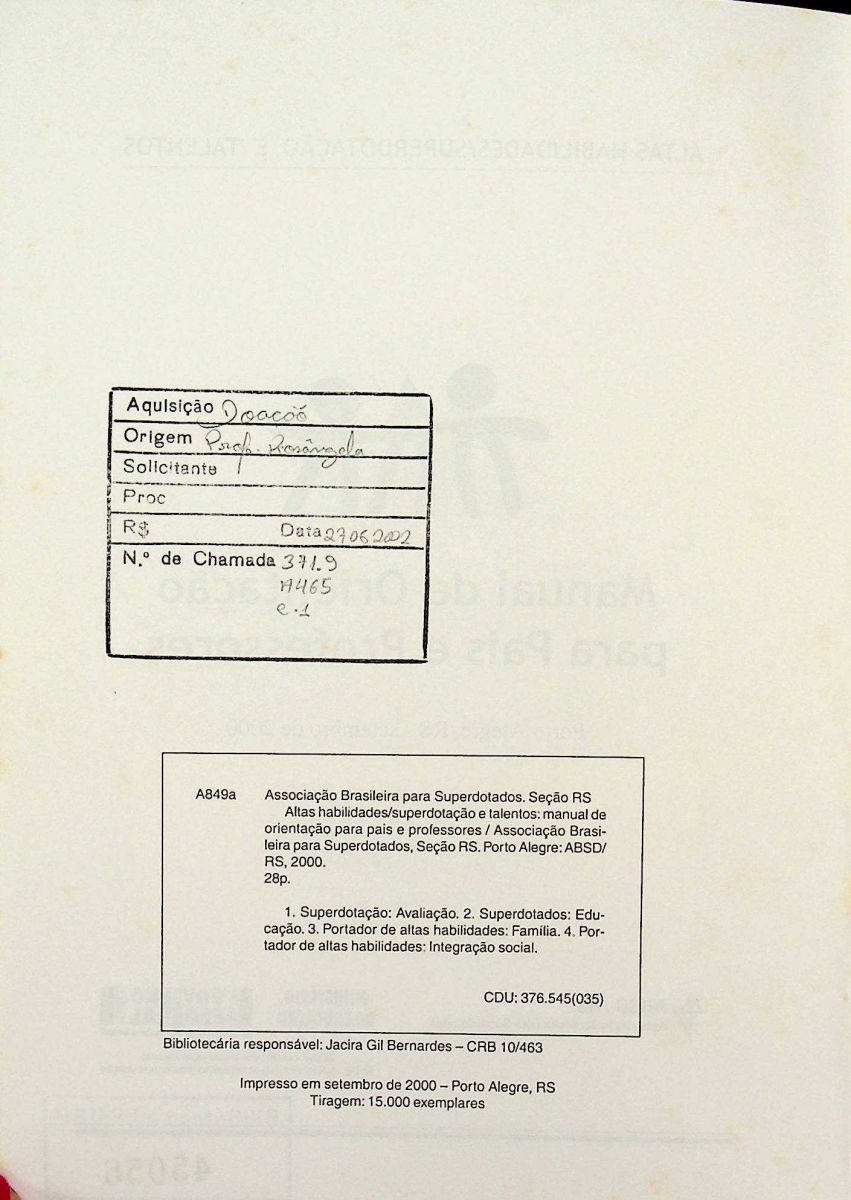 Aquisição Doação
Origem Prof. Rosângela
Solicitante
Proc
R$ Data 27062002
N.º de Chamada 371.9
A465
e.1
A849a Associação Brasileira para Superdotados. Seção RS
Altas habilidades/superdotação e talentos: manual de
orientação para pais e professores / Associação Brasi-
leira para Superdotados, Seção RS. Porto Alegre: ABSD/
RS, 2000.
28p.
1. Superdotação: Avaliação. 2. Superdotados: Edu-
cação. 3. Portador de altas habilidades: Família. 4. Por-
tador de altas habilidades: Integração social.
CDU: 376.545(035)
Bibliotecária responsável: Jacira Gil Bernardes – CRB 10/463
Impresso em setembro de 2000 – Porto Alegre, RS
Tiragem: 15.000 exemplares